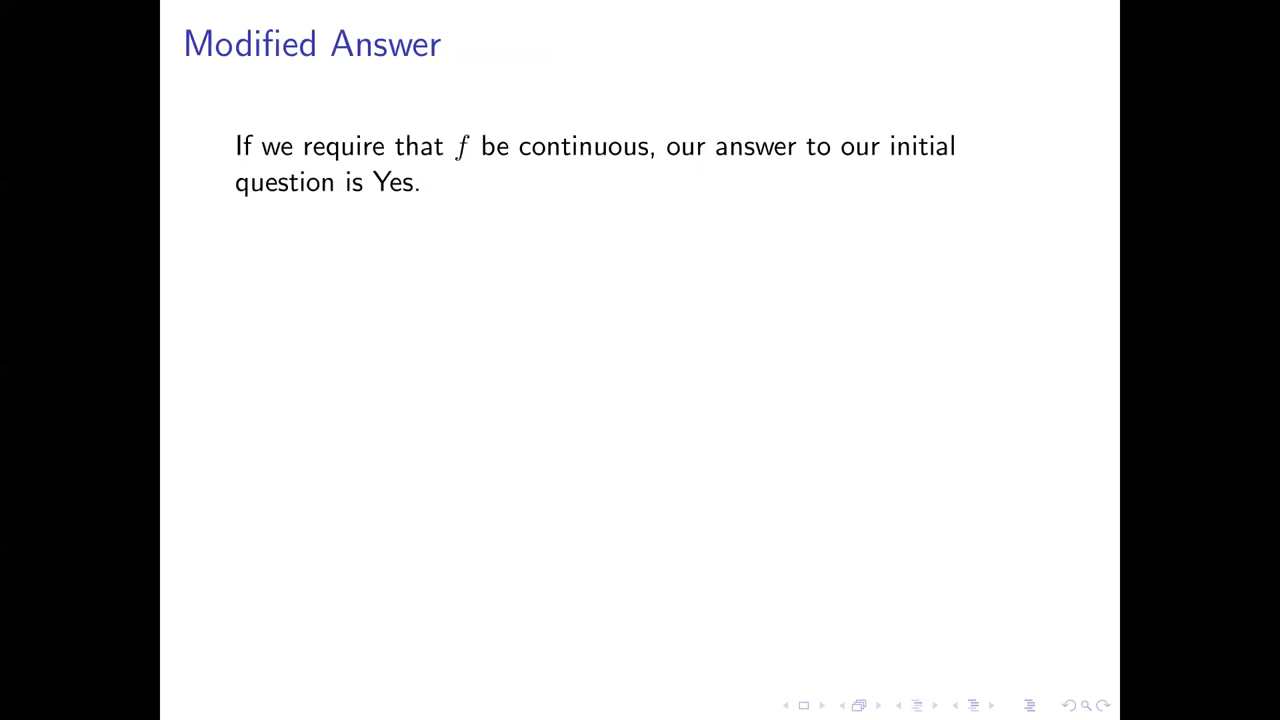 Modified Answer
If we require that f be continuous, our answer to our initial
question is Yes.